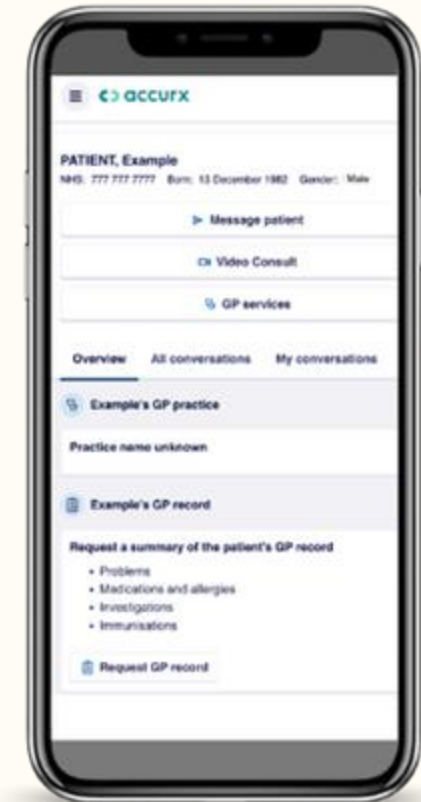 accurx
PATIENT, Example
NHS: 777 777 7777 Born: 13 December 1982 Gender: Male
Message patient
Video Consult
GP services
Overview All conversations My conversations
Example's GP practice
Practice name unknown
Example's GP record
Request a summary of the patient's GP record
• Problems
• Medications and allergies
• Investigations
• Immunisations
Request GP record